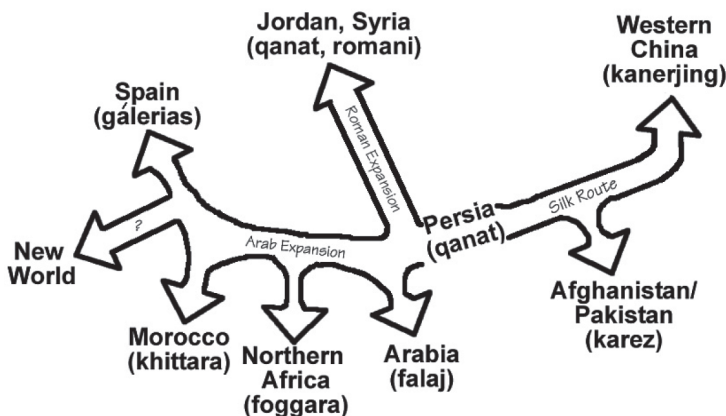 Jordan, Syria
(qanat, romani)
Western
China
(kanerjing)
Spain
(gálerias)
Roman Expansion
Silk Route
Persia
(qanat)
?
Arab Expansion
New
World
Afghanistan/
Pakistan
(karez)
Morocco
(khittara)
Northern
Africa
(foggara)
Arabia
(falaj)